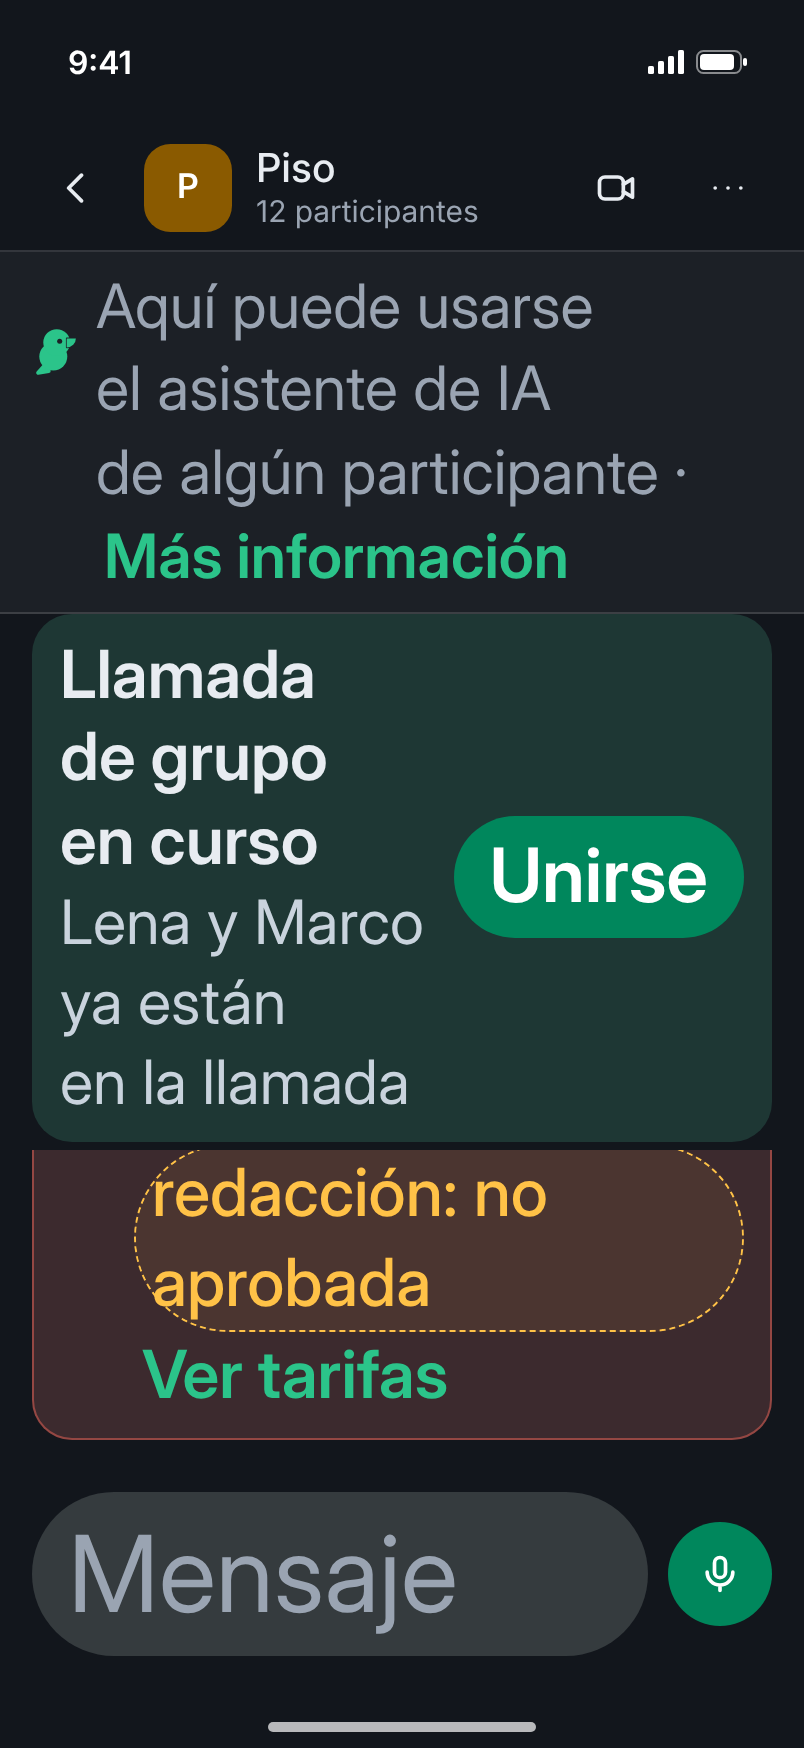 9:41
P
Piso
12 participantes
Aquí puede usarse
el asistente de IA
de algún participante ·
Más información
Llamada
de grupo
en curso
Lena y Marco
ya están
en la llamada
Unirse
redacción: no
aprobada
Ver tarifas
Mensaje